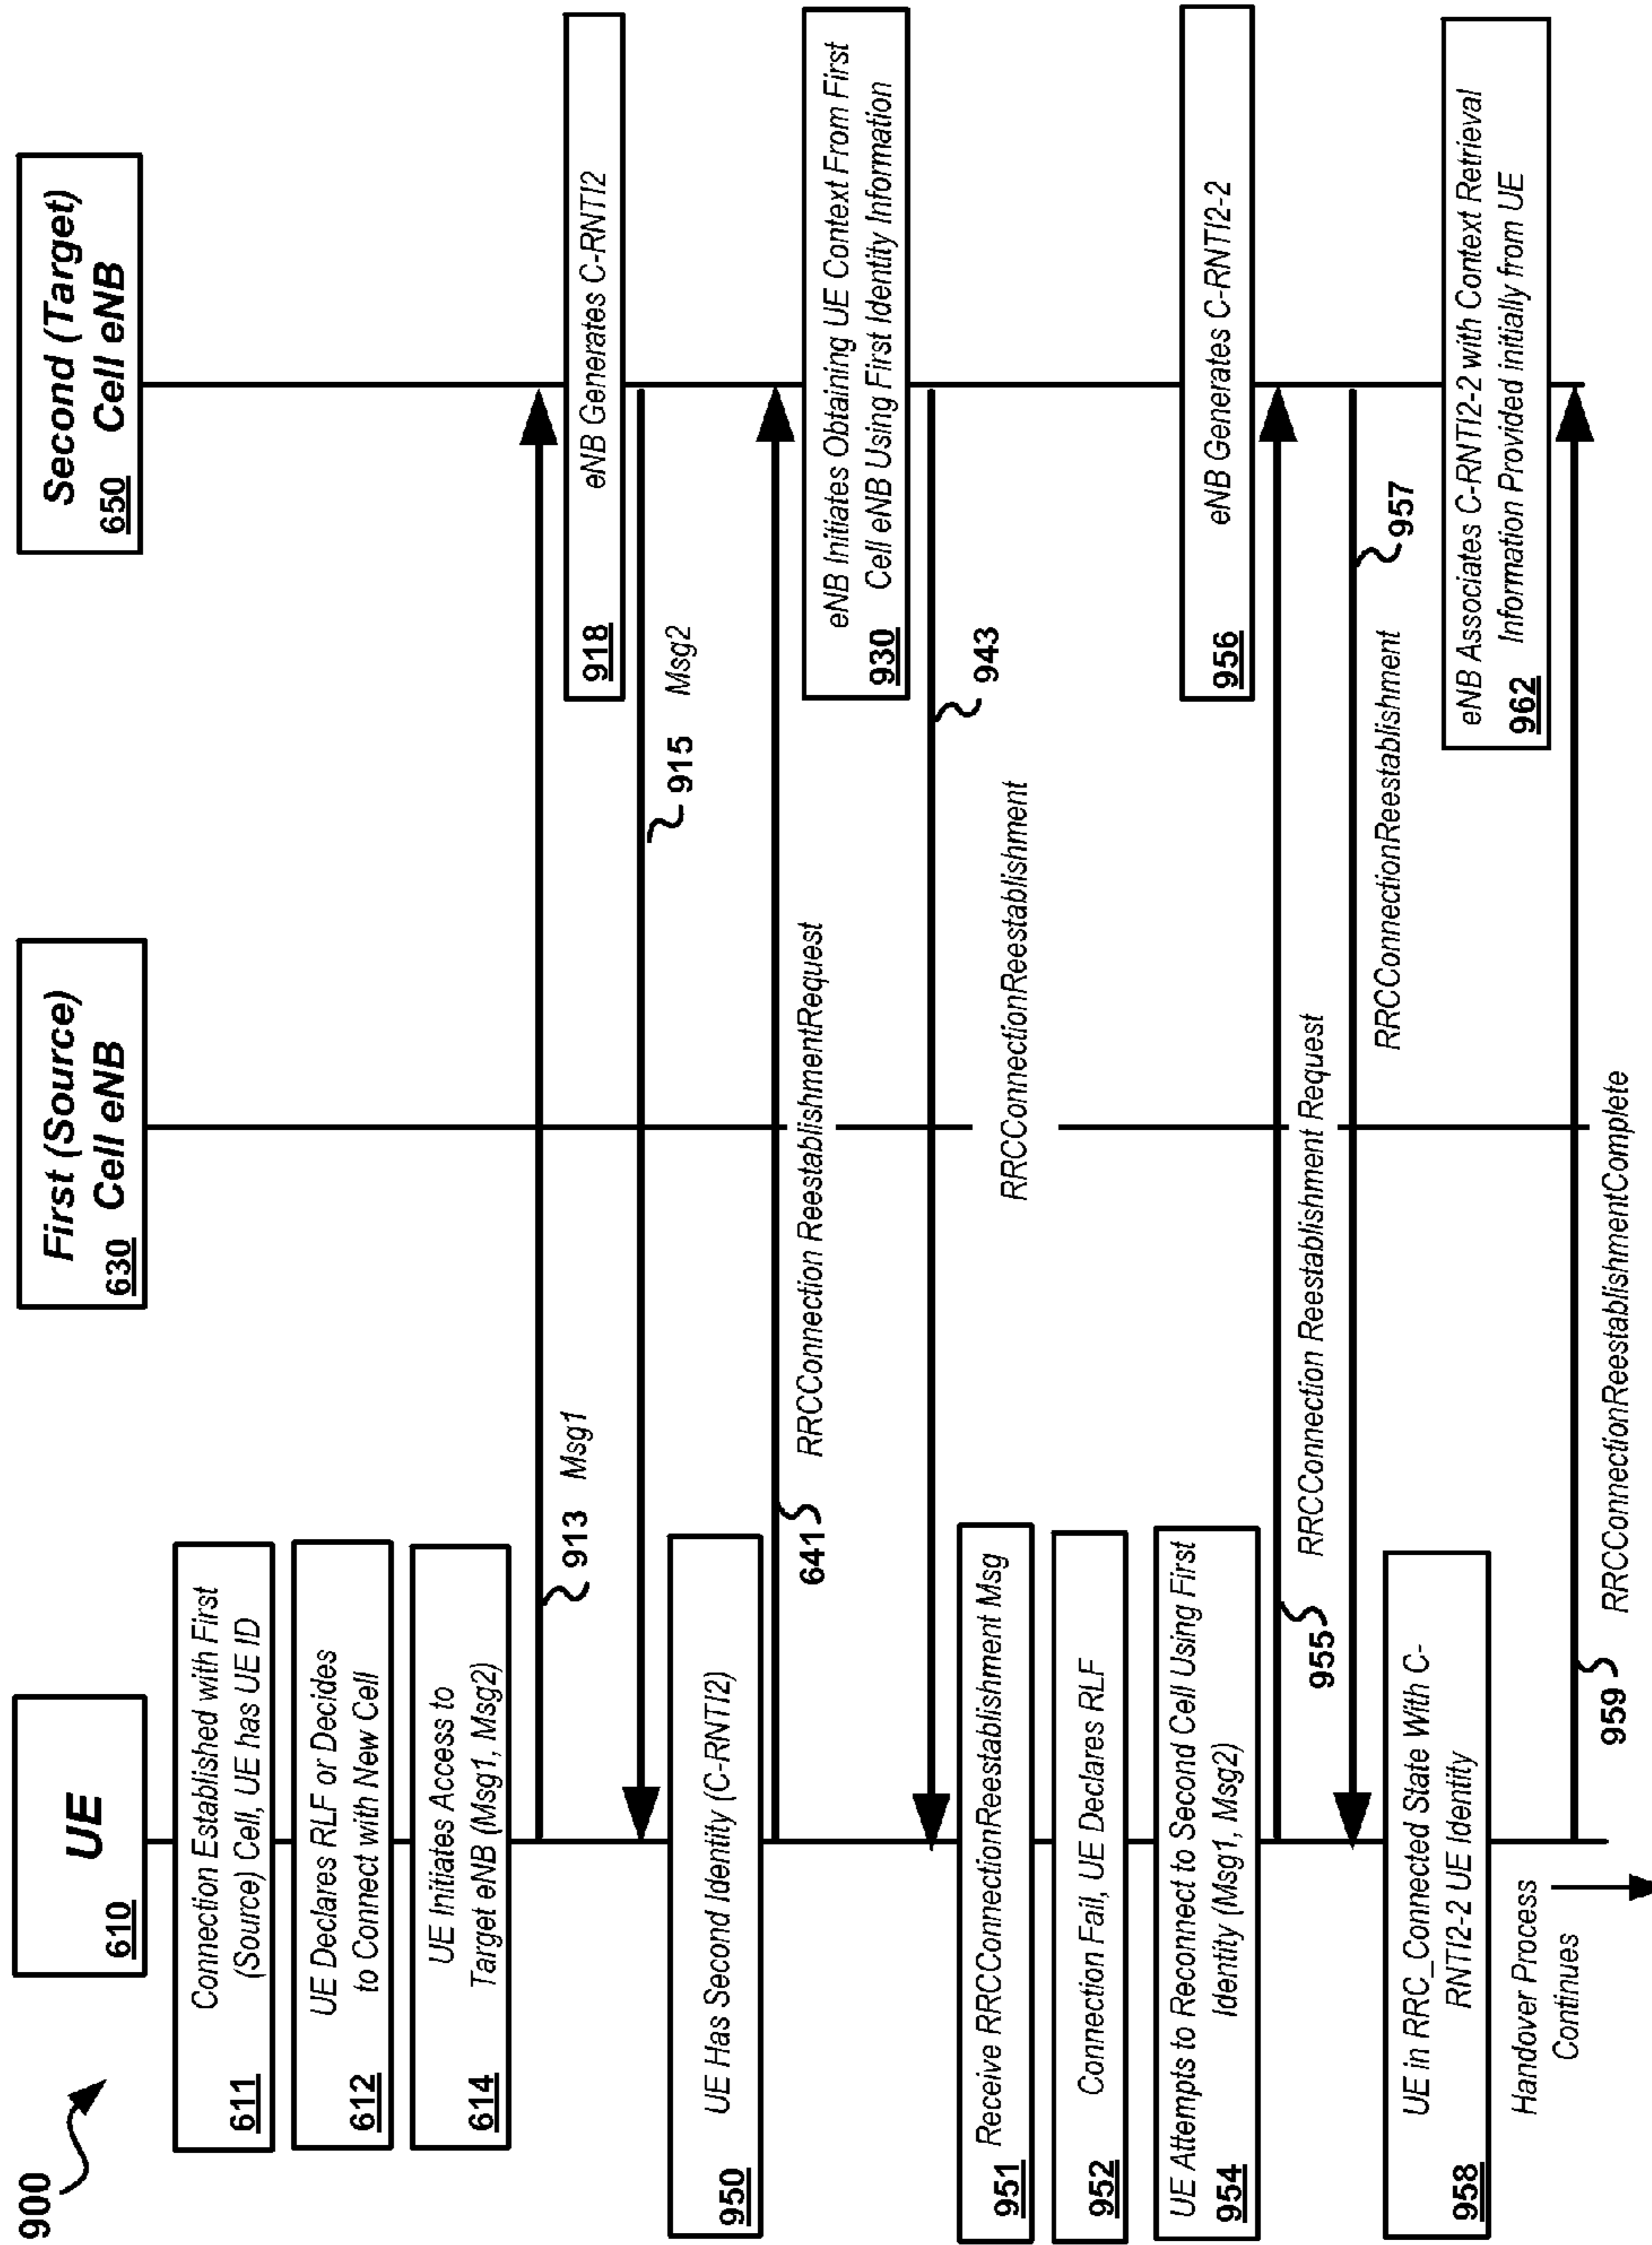 900
UE
610
First (Source)
630 Cell eNB
Second (Target)
650 Cell eNB
Connection Established with First
611 (Source) Cell, UE has UE ID
UE Declares RLF or Decides
612 to Connect with New Cell
UE Initiates Access to
614 Target eNB (Msg1, Msg2)
913 Msg1
eNB Generates C-RNTI2
918
915 Msg2
UE Has Second Identity (C-RNTI2)
950
641 RRCConnection ReestablishmentRequest
eNB Initiates Obtaining UE Context From First
930 Cell eNB Using First Identity Information
943
RRCConnectionReestablishment
Receive RRCConnectionReestablishment Msg
951
Connection Fail, UE Declares RLF
952
UE Attempts to Reconnect to Second Cell Using First
954 Identity (Msg1, Msg2)
eNB Generates C-RNTI2-2
956
955 RRCConnection Reestablishment Request
957
RRCConnectionReestablishment
UE in RRC_Connected State With C-
958 RNTI2-2 UE Identity
eNB Associates C-RNTI2-2 with Context Retrieval
962 Information Provided initially from UE
Handover Process
Continues
959 RRCConnectionReestablishmentComplete